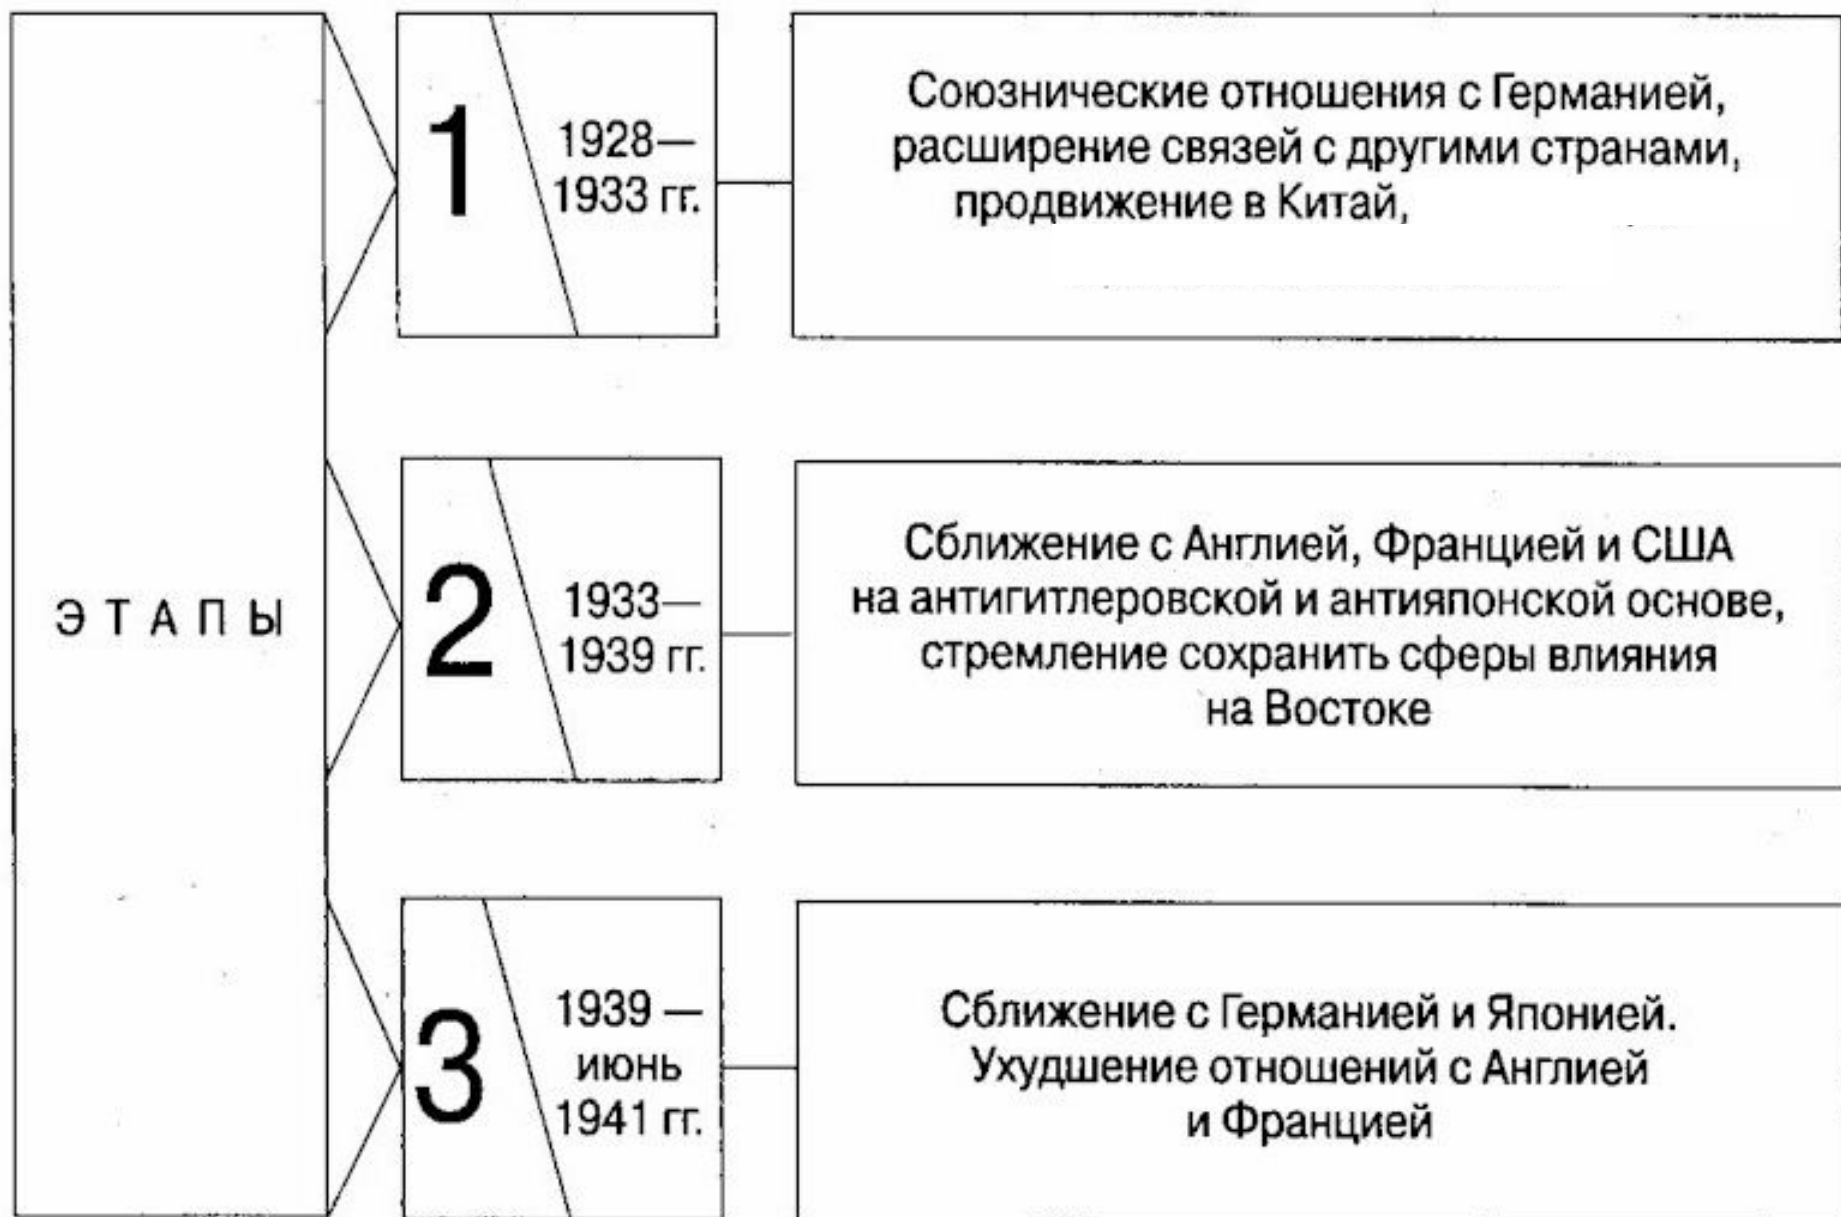 ЭТАПЫ
1
1928—
1933 гг.
Союзнические отношения с Германией,
расширение связей с другими странами,
продвижение в Китай,
2
1933—
1939 гг.
Сближение с Англией, Францией и США
на антигитлеровской и антияпонской основе,
стремление сохранить сферы влияния
на Востоке
3
1939 —
июнь
1941 гг.
Сближение с Германией и Японией.
Ухудшение отношений с Англией
и Францией